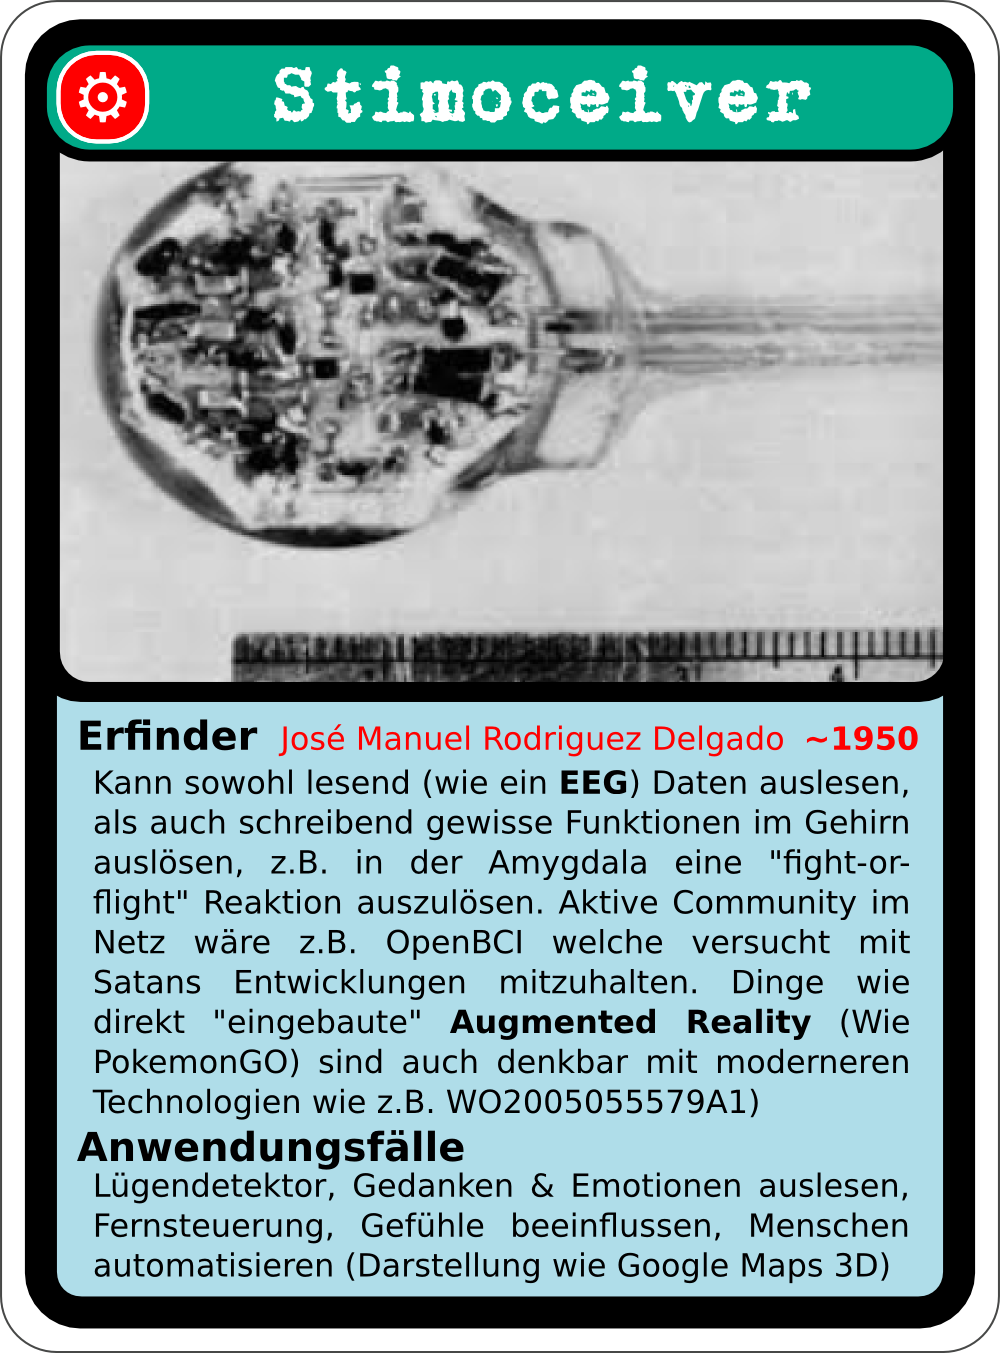 Stimoceiver
4
Erfinder José Manuel Rodriguez Delgado ~1950
Kann sowohl lesend (wie ein EEG) Daten auslesen,
als auch schreibend gewisse Funktionen im Gehirn
auslösen, z.B. in der Amygdala eine "fight-or-
flight" Reaktion auszulösen. Aktive Community im
Netz wäre z.B. OpenBCI welche versucht mit
Satans Entwicklungen mitzuhalten. Dinge wie
direkt "eingebaute" Augmented Reality (Wie
PokemonGO) sind auch denkbar mit moderneren
Technologien wie z.B. WO2005055579A1)
Anwendungsfälle
Lügendetektor, Gedanken & Emotionen auslesen,
Fernsteuerung, Gefühle beeinflussen, Menschen
automatisieren (Darstellung wie Google Maps 3D)